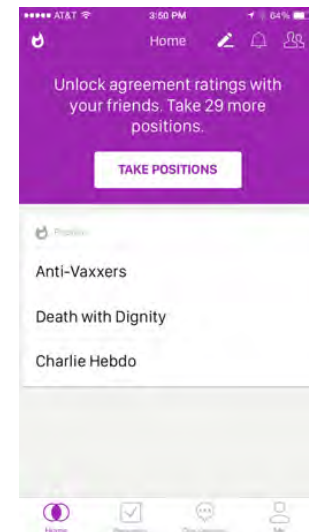 AT&T 3:50 PM 64%
Home
Unlock agreement ratings with
your friends. Take 29 more
positions.
TAKE POSITIONS
Anti-Vaxxers
Death with Dignity
Charlie Hebdo
Home Me